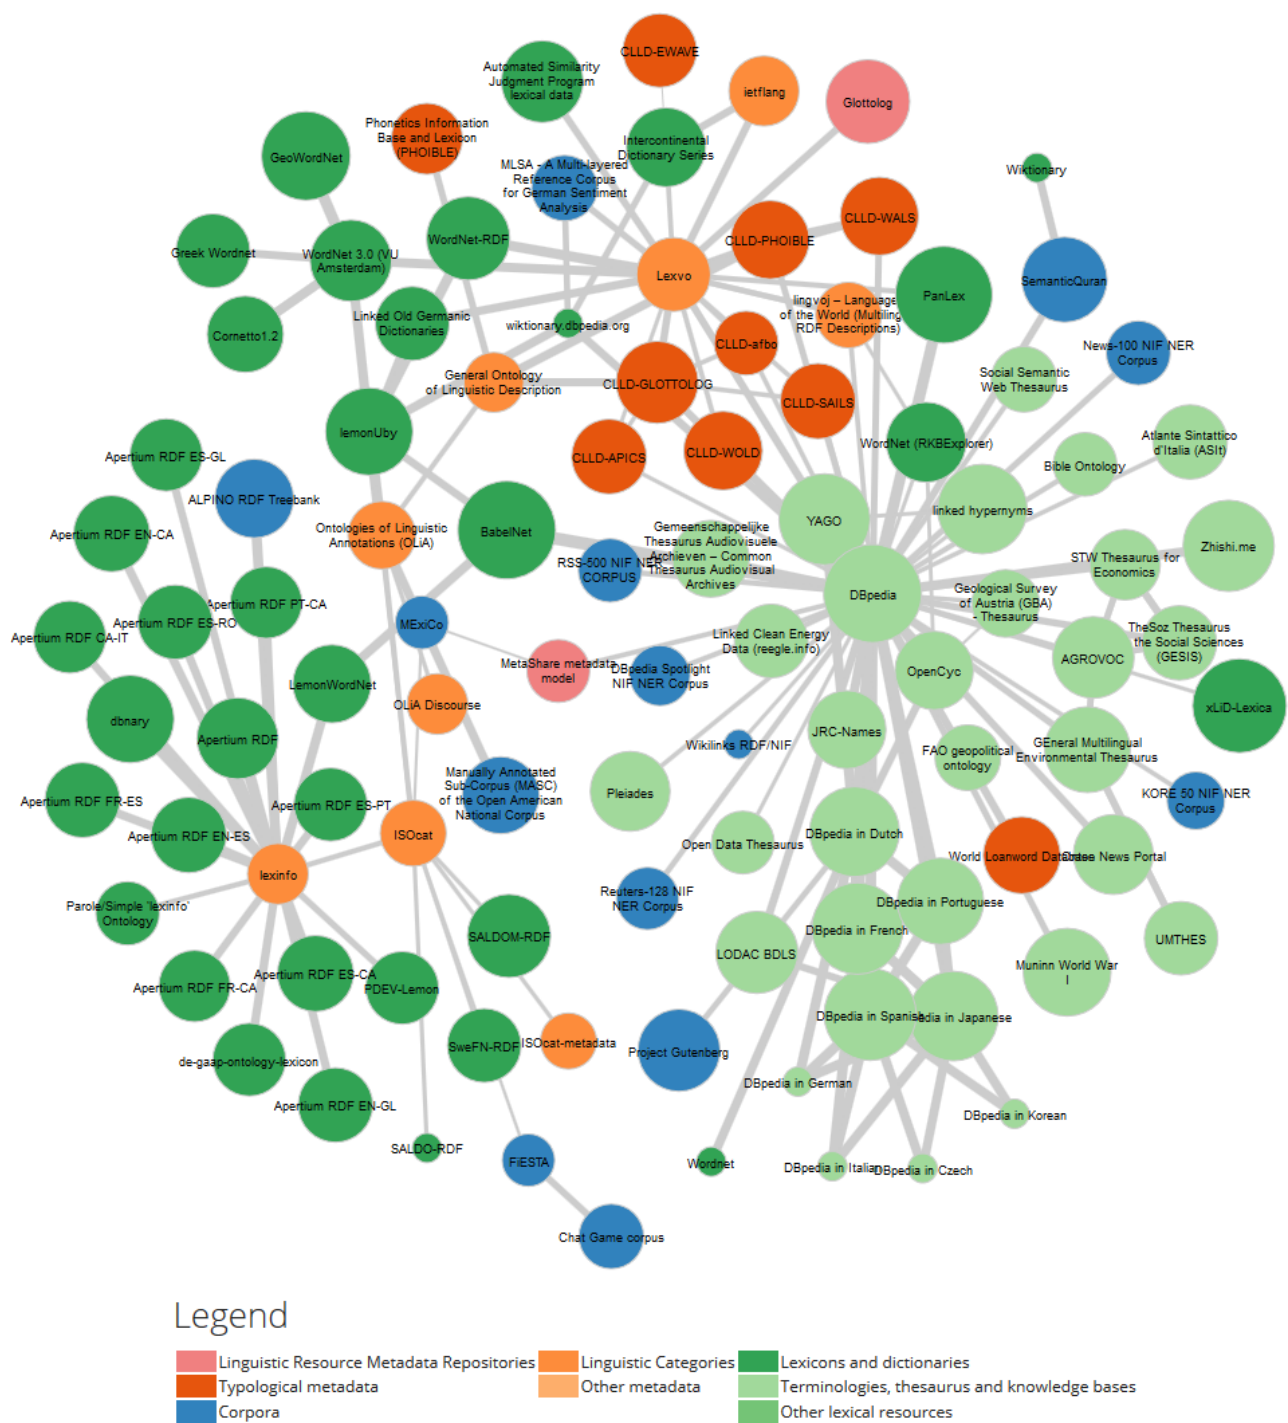 CLLD-EWAVE
Automated Similarity
Judgment Program
lexical data
ietflang
Glottolog
Phonetics Information
Base and Lexicon
(PHOIBLE)
Intercontinental
Dictionary Series
GeoWordNet
MLSA - A Multi-layered
Reference Corpus
for German Sentiment
Analysis
Wiktionary
CLLD-WALS
CLLD-PHOIBLE
WordNet-RDF
Greek Wordnet
WordNet 3.0 (VU
Amsterdam)
Lexvo
SemanticQuran
PanLex
lingvoj – Language
of the World (Multiling
RDF Descriptions)
Linked Old Germanic
Dictionaries
wiktionary.dbpedia.org
Cornetto1.2
CLLD-afbo
News-100 NIF NER
Corpus
Social Semantic
Web Thesaurus
General Ontology
of Linguistic Description
CLLD-GLOTTOLOG
CLLD-SAILS
lemonUby
WordNet (RKBExplorer)
Atlante Sintattico
d'Italia (ASIt)
CLLD-APICS
CLLD-WOLD
Apertium RDF ES-GL
Bible Ontology
ALPINO RDF Treebank
linked hypernyms
YAGO
Ontologies of Linguistic
Annotations (OLiA)
BabelNet
Apertium RDF EN-CA
Gemeenschappelijke
Thesaurus Audiovisuele
Archieven – Common
Thesaurus Audiovisual
Archives
RSS-500 NIF NER
CORPUS
Zhishi.me
STW Thesaurus for
Economics
DBpedia
Geological Survey
of Austria (GBA)
- Thesaurus
Apertium RDF PT-CA
Apertium RDF ES-RO
MExiCo
Apertium RDF CA-IT
Linked Clean Energy
Data (reegle.info)
TheSoz Thesaurus
the Social Sciences
(GESIS)
AGROVOC
MetaShare metadata
model
DBpedia Spotlight
NIF NER Corpus
OpenCyc
LemonWordNet
OLiA Discourse
xLiD-Lexica
dbnary
JRC-Names
Apertium RDF
Wikilinks RDF/NIF
FAO geopolitical
ontology
GEneral Multilingual
Environmental Thesaurus
Manually Annotated
Sub-Corpus (MASC)
of the Open American
National Corpus
Pleiades
KORE 50 NIF NER
Corpus
Apertium RDF FR-ES
Apertium RDF ES-PT
Apertium RDF EN-ES
ISOcat
DBpedia in Dutch
Open Data Thesaurus
World Loanword Database
News Portal
lexinfo
Reuters-128 NIF
NER Corpus
DBpedia in Portuguese
Parole/Simple 'lexinfo'
Ontology
DBpedia in French
SALDOM-RDF
UMTHES
LODAC BDLS
Muninn World War
I
Apertium RDF ES-CA
Apertium RDF FR-CA
PDEV-Lemon
DBpedia in Spanish
edia in Japanese
SweFN-RDF
ISOcat-metadata
Project Gutenberg
de-gaap-ontology-lexicon
DBpedia in German
Apertium RDF EN-GL
DBpedia in Korean
SALDO-RDF
FiESTA
Wordnet
DBpedia in Italian
DBpedia in Czech
Chat Game corpus
Legend
Linguistic Resource Metadata Repositories
Linguistic Categories
Lexicons and dictionaries
Typological metadata
Other metadata
Terminologies, thesaurus and knowledge bases
Corpora
Other lexical resources